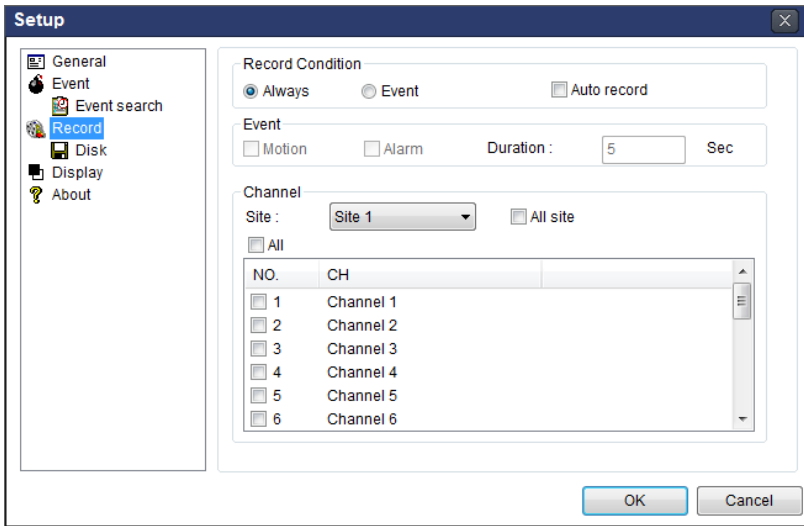 Setup
General
Event
Event search
Record
Disk
Display
About
Record Condition
Always Event Auto record
Event
Motion Alarm Duration : 5 Sec
Channel
Site : Site 1 All site
All
NO. CH
1 Channel 1
2 Channel 2
3 Channel 3
4 Channel 4
5 Channel 5
6 Channel 6
OK Cancel